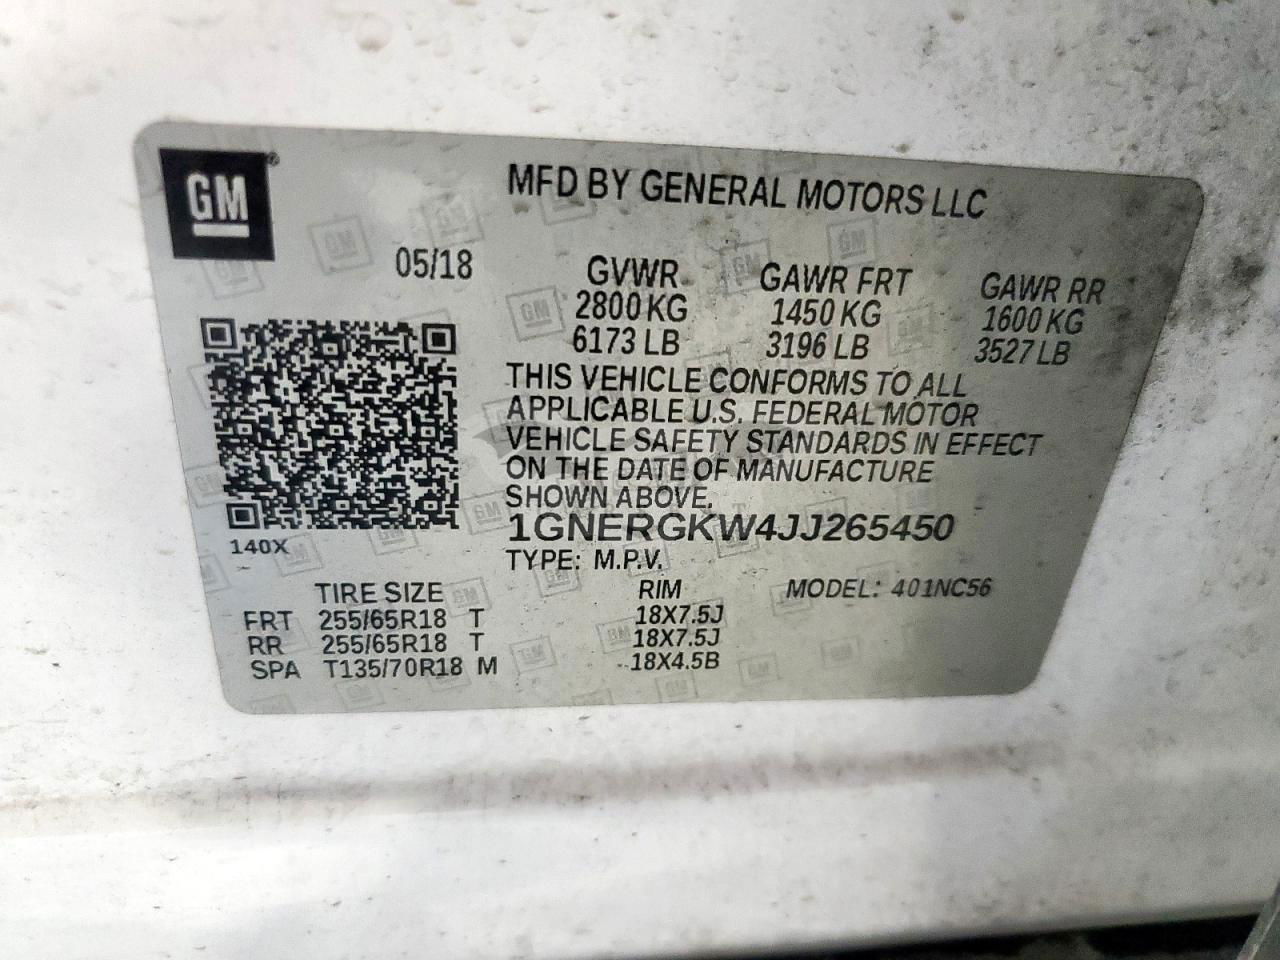 GM
MFD BY GENERAL MOTORS LLC
05/18
GVWR GAWR FRT GAWR RR
2800 KG 1450 KG 1600 KG
6173 LB 3196 LB 3527 LB
THIS VEHICLE CONFORMS TO ALL
APPLICABLE U.S. FEDERAL MOTOR
VEHICLE SAFETY STANDARDS IN EFFECT
ON THE DATE OF MANUFACTURE
SHOWN ABOVE.
1GNERGKW4JJ265450
140X
TYPE: M.P.V.
TIRE SIZE RIM MODEL: 401NC56
FRT 255/65R18 T 18X7.5J
RR 255/65R18 T 18X7.5J
SPA T135/70R18 M 18X4.5B